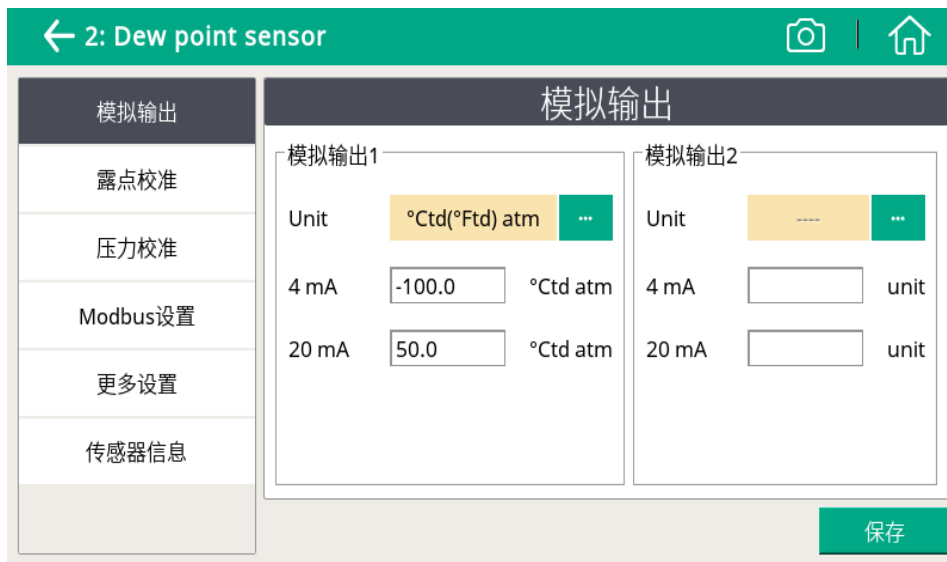 2: Dew point sensor
模拟输出
露点校准
压力校准
Modbus设置
更多设置
传感器信息
模拟输出
模拟输出1
Unit °Ctd(°Ftd) atm ...
4 mA -100.0 °Ctd atm
20 mA 50.0 °Ctd atm
模拟输出2
Unit ---- ...
4 mA unit
20 mA unit
保存